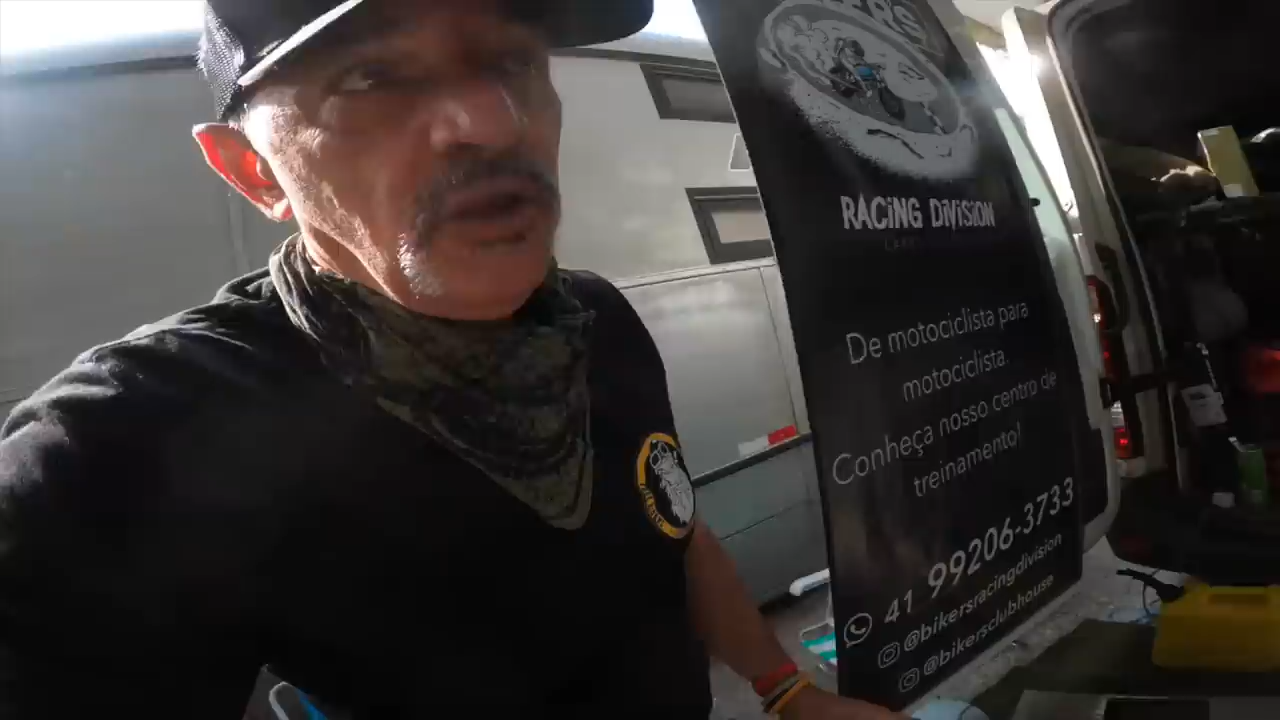 RACING DIVISION
De motociclista para
motociclista.
Conheça nosso centro de
treinamento!
41 99206-3733
@bikersracingdivision
@bikersclubhouse